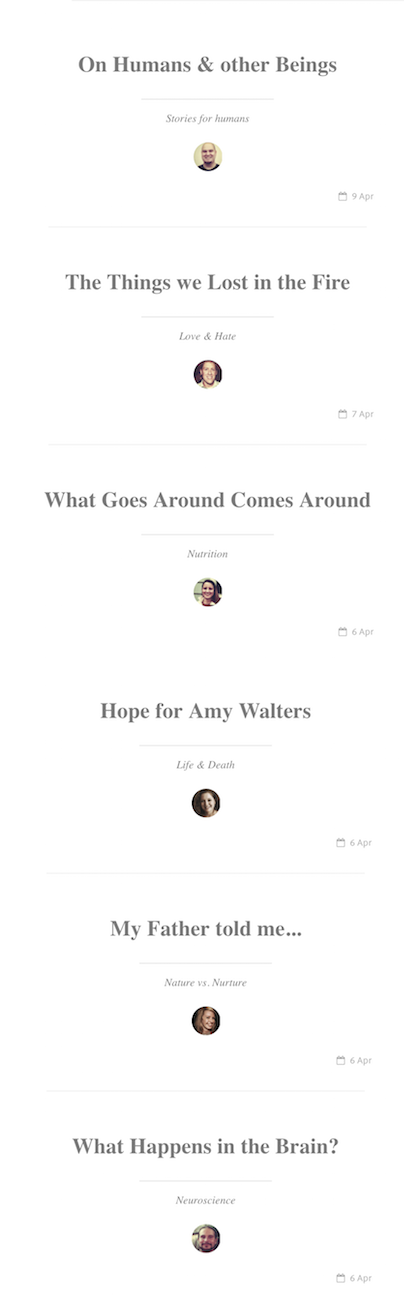 On Humans & other Beings
Stories for humans
9 Apr
The Things we Lost in the Fire
Love & Hate
7 Apr
What Goes Around Comes Around
Nutrition
6 Apr
Hope for Amy Walters
Life & Death
6 Apr
My Father told me...
Nature vs. Nurture
6 Apr
What Happens in the Brain?
Neuroscience
6 Apr